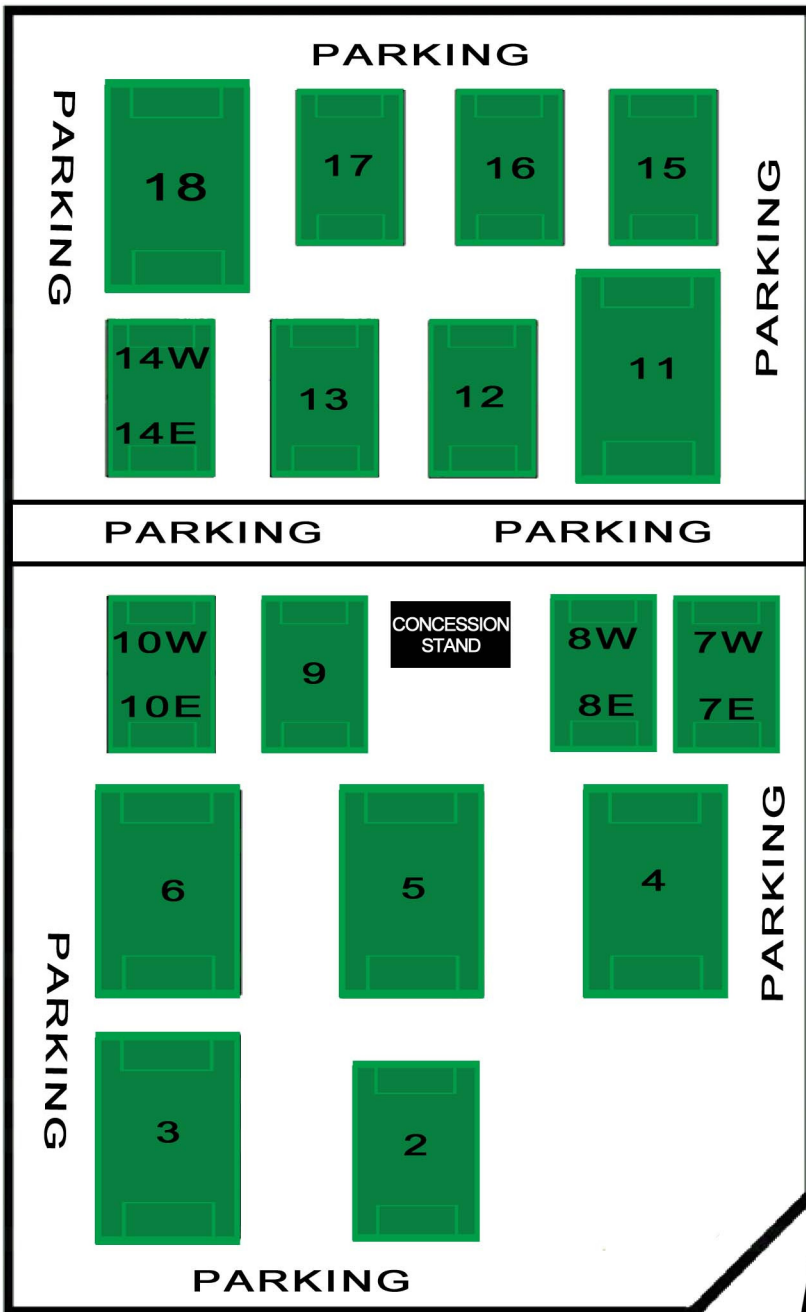 PARKING
PARKING
18
17
16
15
PARKING
14W
14E
13
12
11
PARKING
PARKING
10W
10E
9
CONCESSION
STAND
8W
8E
7W
7E
6
5
4
PARKING
PARKING
3
2
PARKING